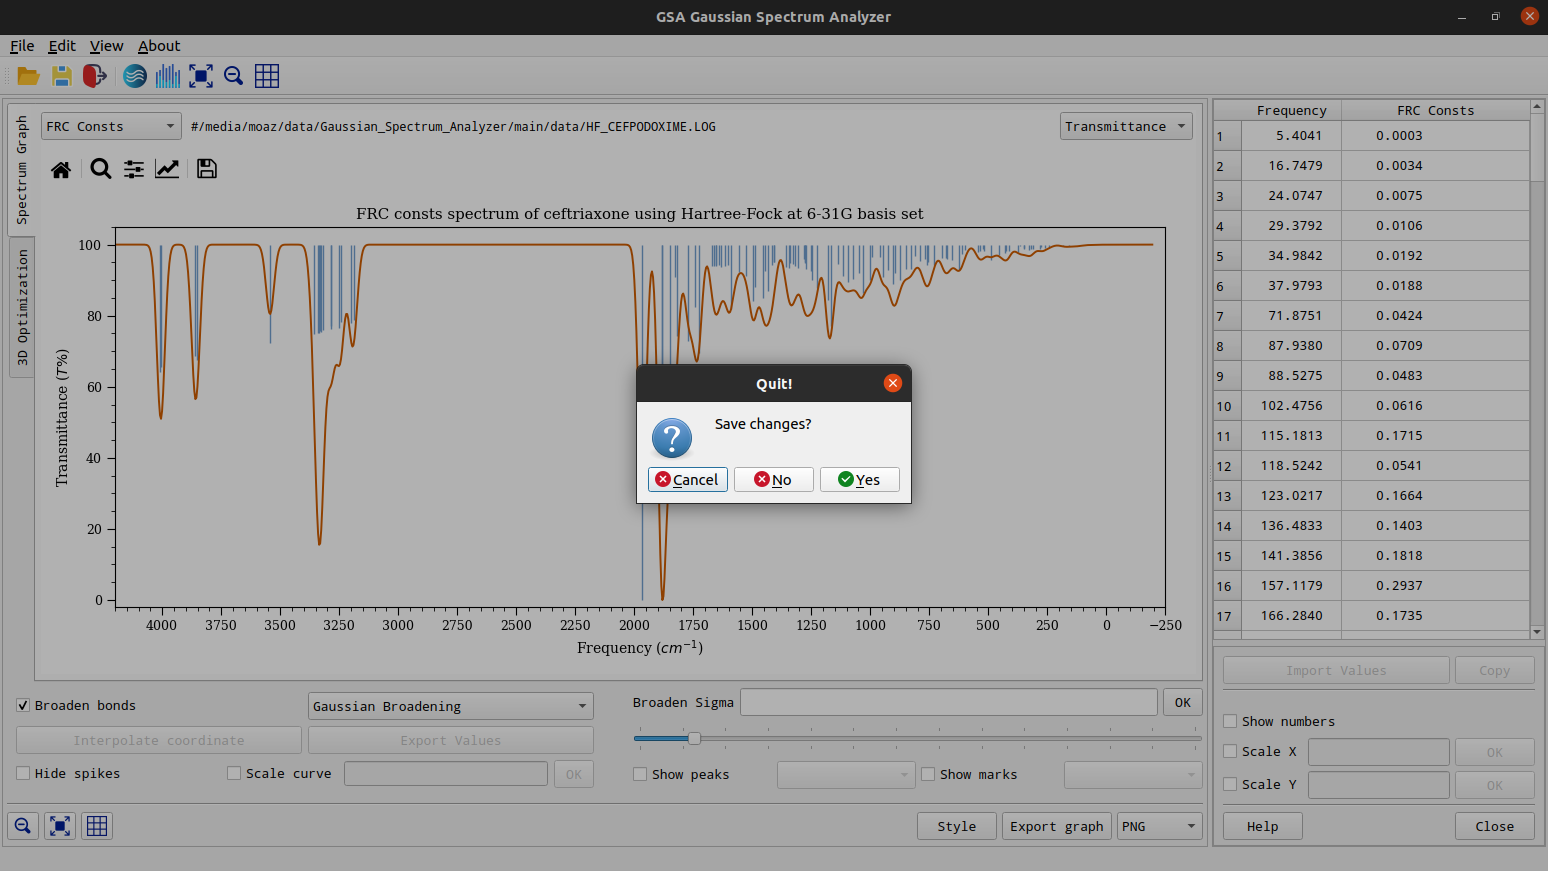 GSA Gaussian Spectrum Analyzer
File Edit View About
Spectrum Graph
3D Optimization
FRC Consts
#/media/moaz/data/Gaussian_Spectrum_Analyzer/main/data/HF_CEFPODOXIME.LOG
Transmittance
FRC consts spectrum of ceftriaxone using Hartree-Fock at 6-31G basis set
Transmittance (T%)
100
80
60
40
20
0
4000 3750 3500 3250 3000 2750 2500 2250 2000 1750 1500 1250 1000 750 500 250 0 −250
Frequency (cm⁻¹)
Quit!
Save changes?
Cancel No Yes
Frequency FRC Consts
1 5.4041 0.0003
2 16.7479 0.0034
3 24.0747 0.0075
4 29.3792 0.0106
5 34.9842 0.0192
6 37.9793 0.0188
7 71.8751 0.0424
8 87.9380 0.0709
9 88.5275 0.0483
10 102.4756 0.0616
11 115.1813 0.1715
12 118.5242 0.0541
13 123.0217 0.1664
14 136.4833 0.1403
15 141.3856 0.1818
16 157.1179 0.2937
17 166.2840 0.1735
Broaden bonds
Gaussian Broadening
Broaden Sigma
OK
Interpolate coordinate
Export Values
Hide spikes
Scale curve
OK
Show peaks
Show marks
Style
Export graph
PNG
Import Values
Copy
Show numbers
Scale X
OK
Scale Y
OK
Help
Close